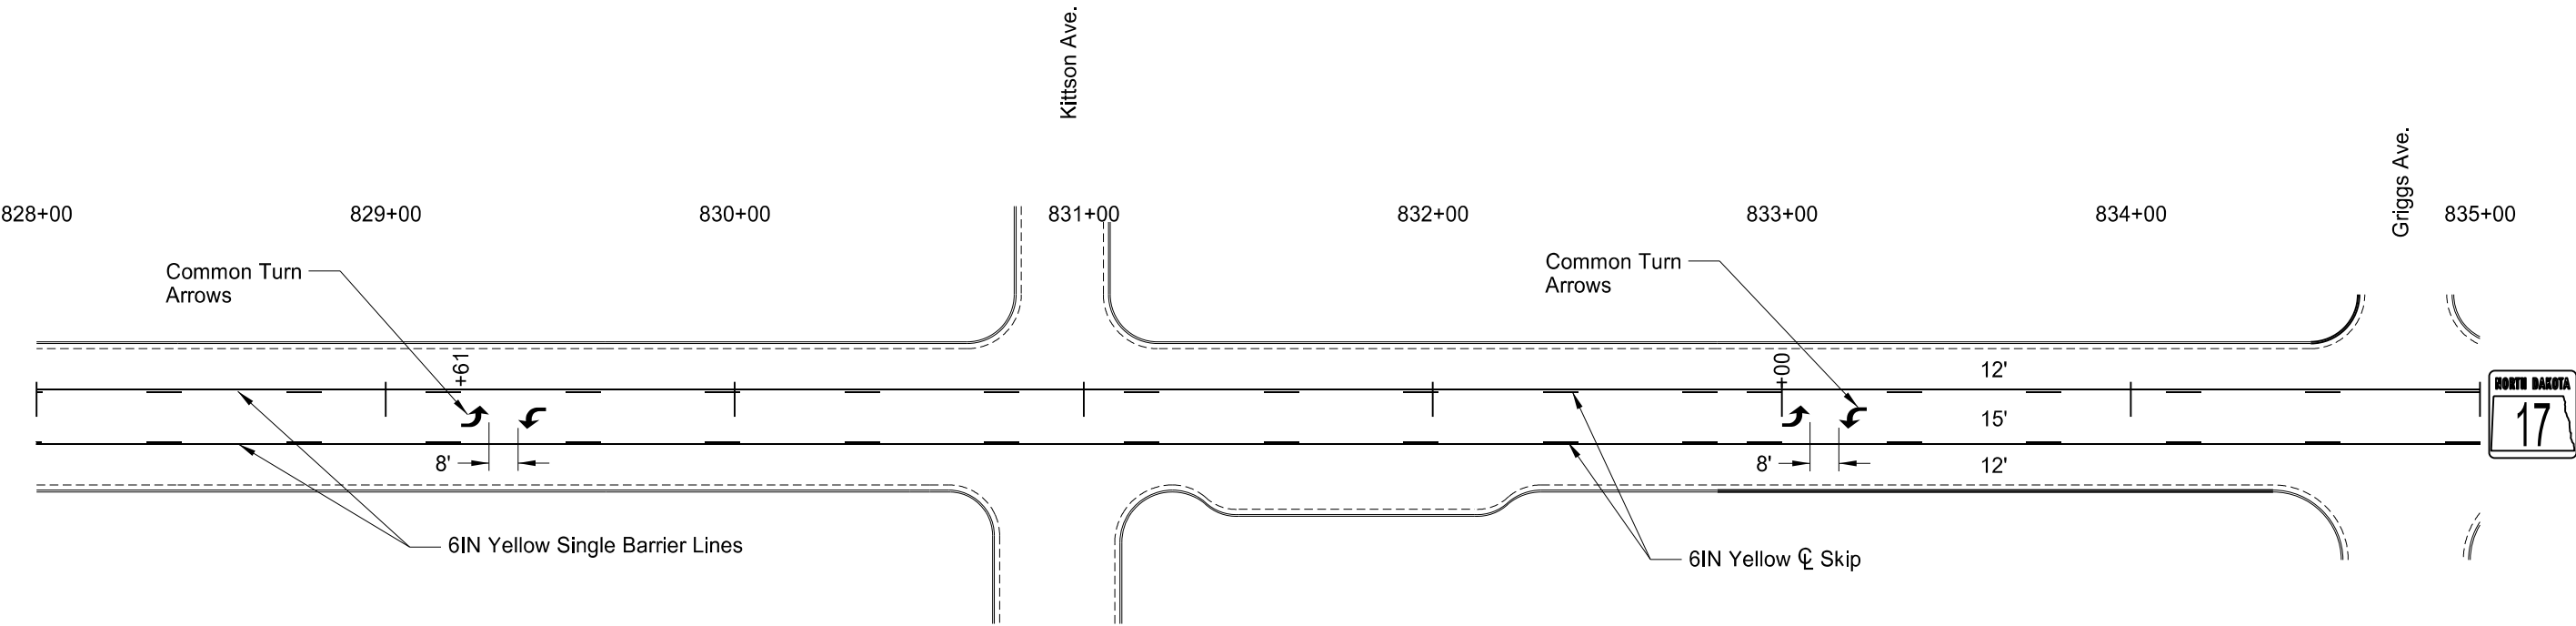 Kittson Ave.
Griggs Ave.
828+00
829+00
830+00
831+00
832+00
833+00
834+00
835+00
Common Turn
Arrows
Common Turn
Arrows
+61
+00
12'
15'
12'
8'
8'
NORTH DAKOTA
17
6IN Yellow Single Barrier Lines
6IN Yellow ℄ Skip